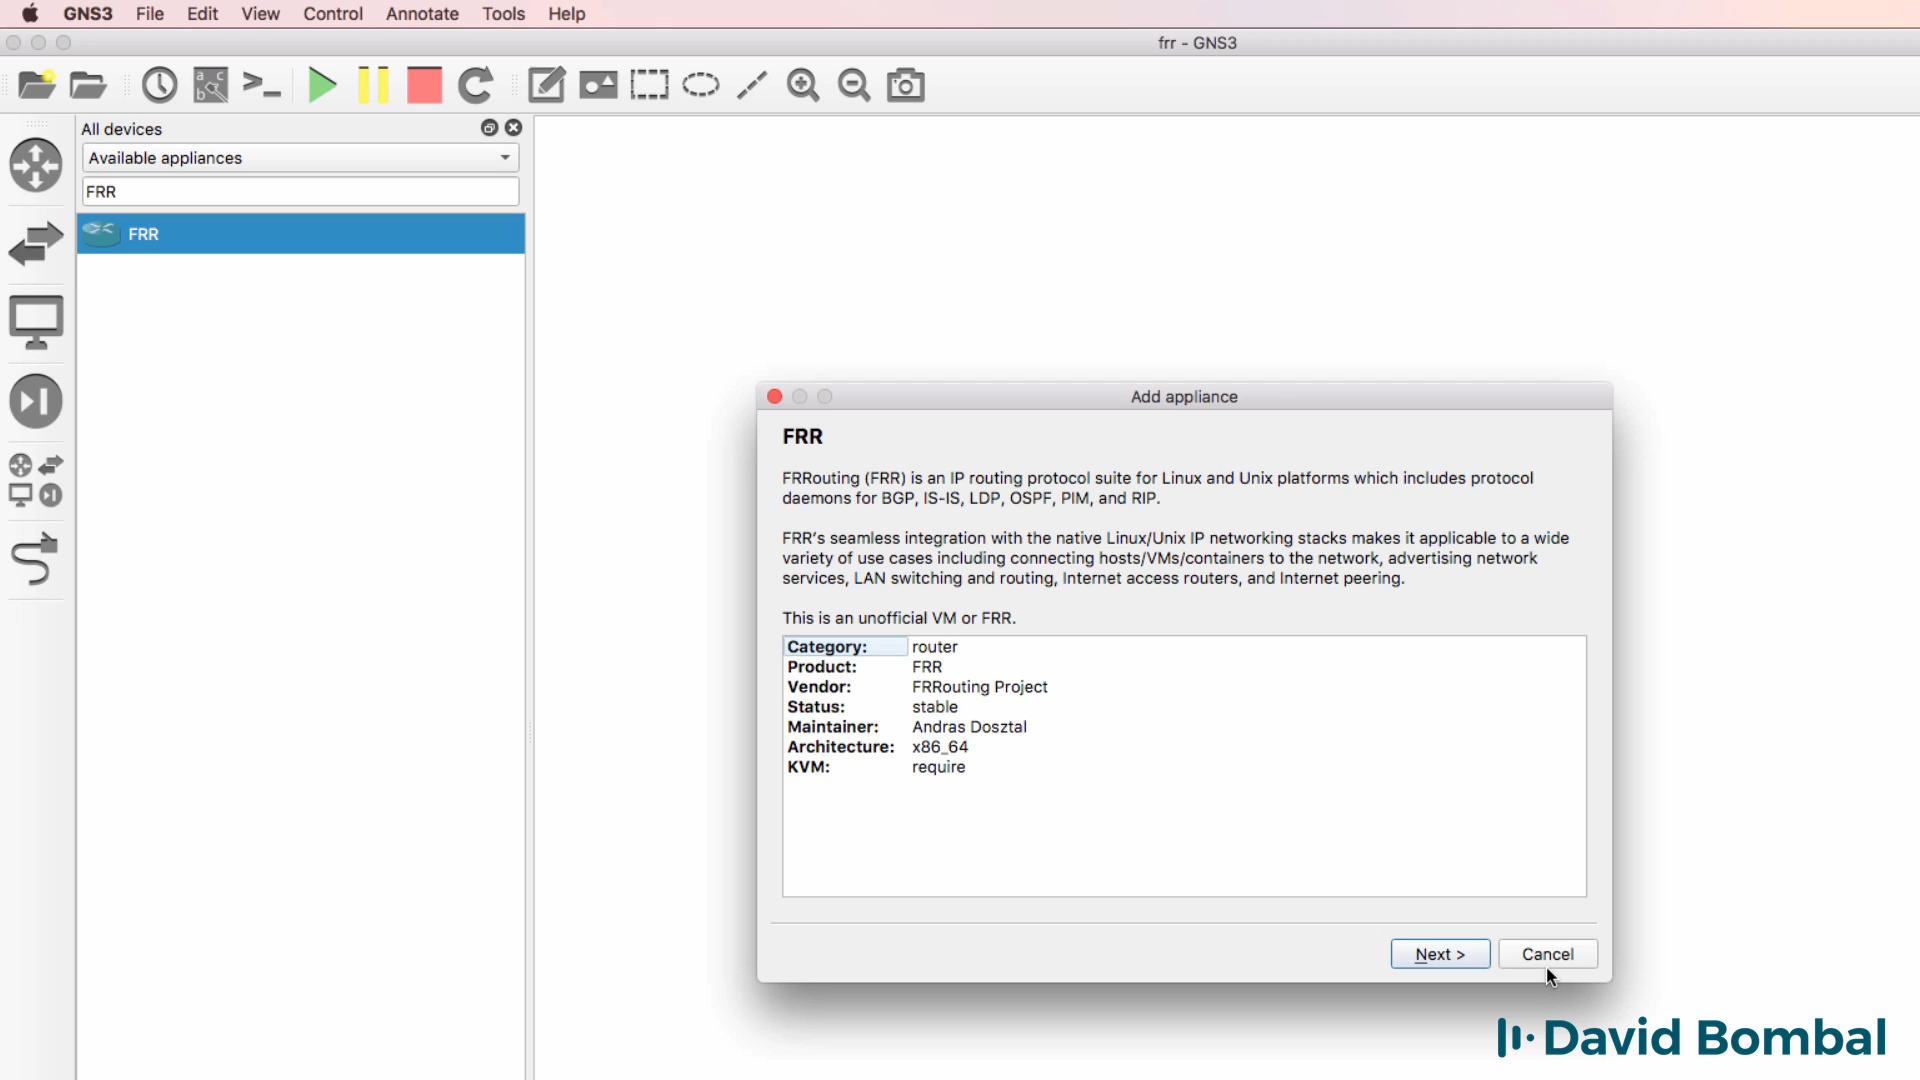 GNS3 File Edit View Control Annotate Tools Help
frr - GNS3
All devices
Available appliances
FRR
FRR
Add appliance
FRR
FRRouting (FRR) is an IP routing protocol suite for Linux and Unix platforms which includes protocol
daemons for BGP, IS-IS, LDP, OSPF, PIM, and RIP.
FRR's seamless integration with the native Linux/Unix IP networking stacks makes it applicable to a wide
variety of use cases including connecting hosts/VMs/containers to the network, advertising network
services, LAN switching and routing, Internet access routers, and Internet peering.
This is an unofficial VM or FRR.
Category: router
Product: FRR
Vendor: FRRouting Project
Status: stable
Maintainer: Andras Dosztal
Architecture: x86_64
KVM: require
Next > Cancel
David Bombal